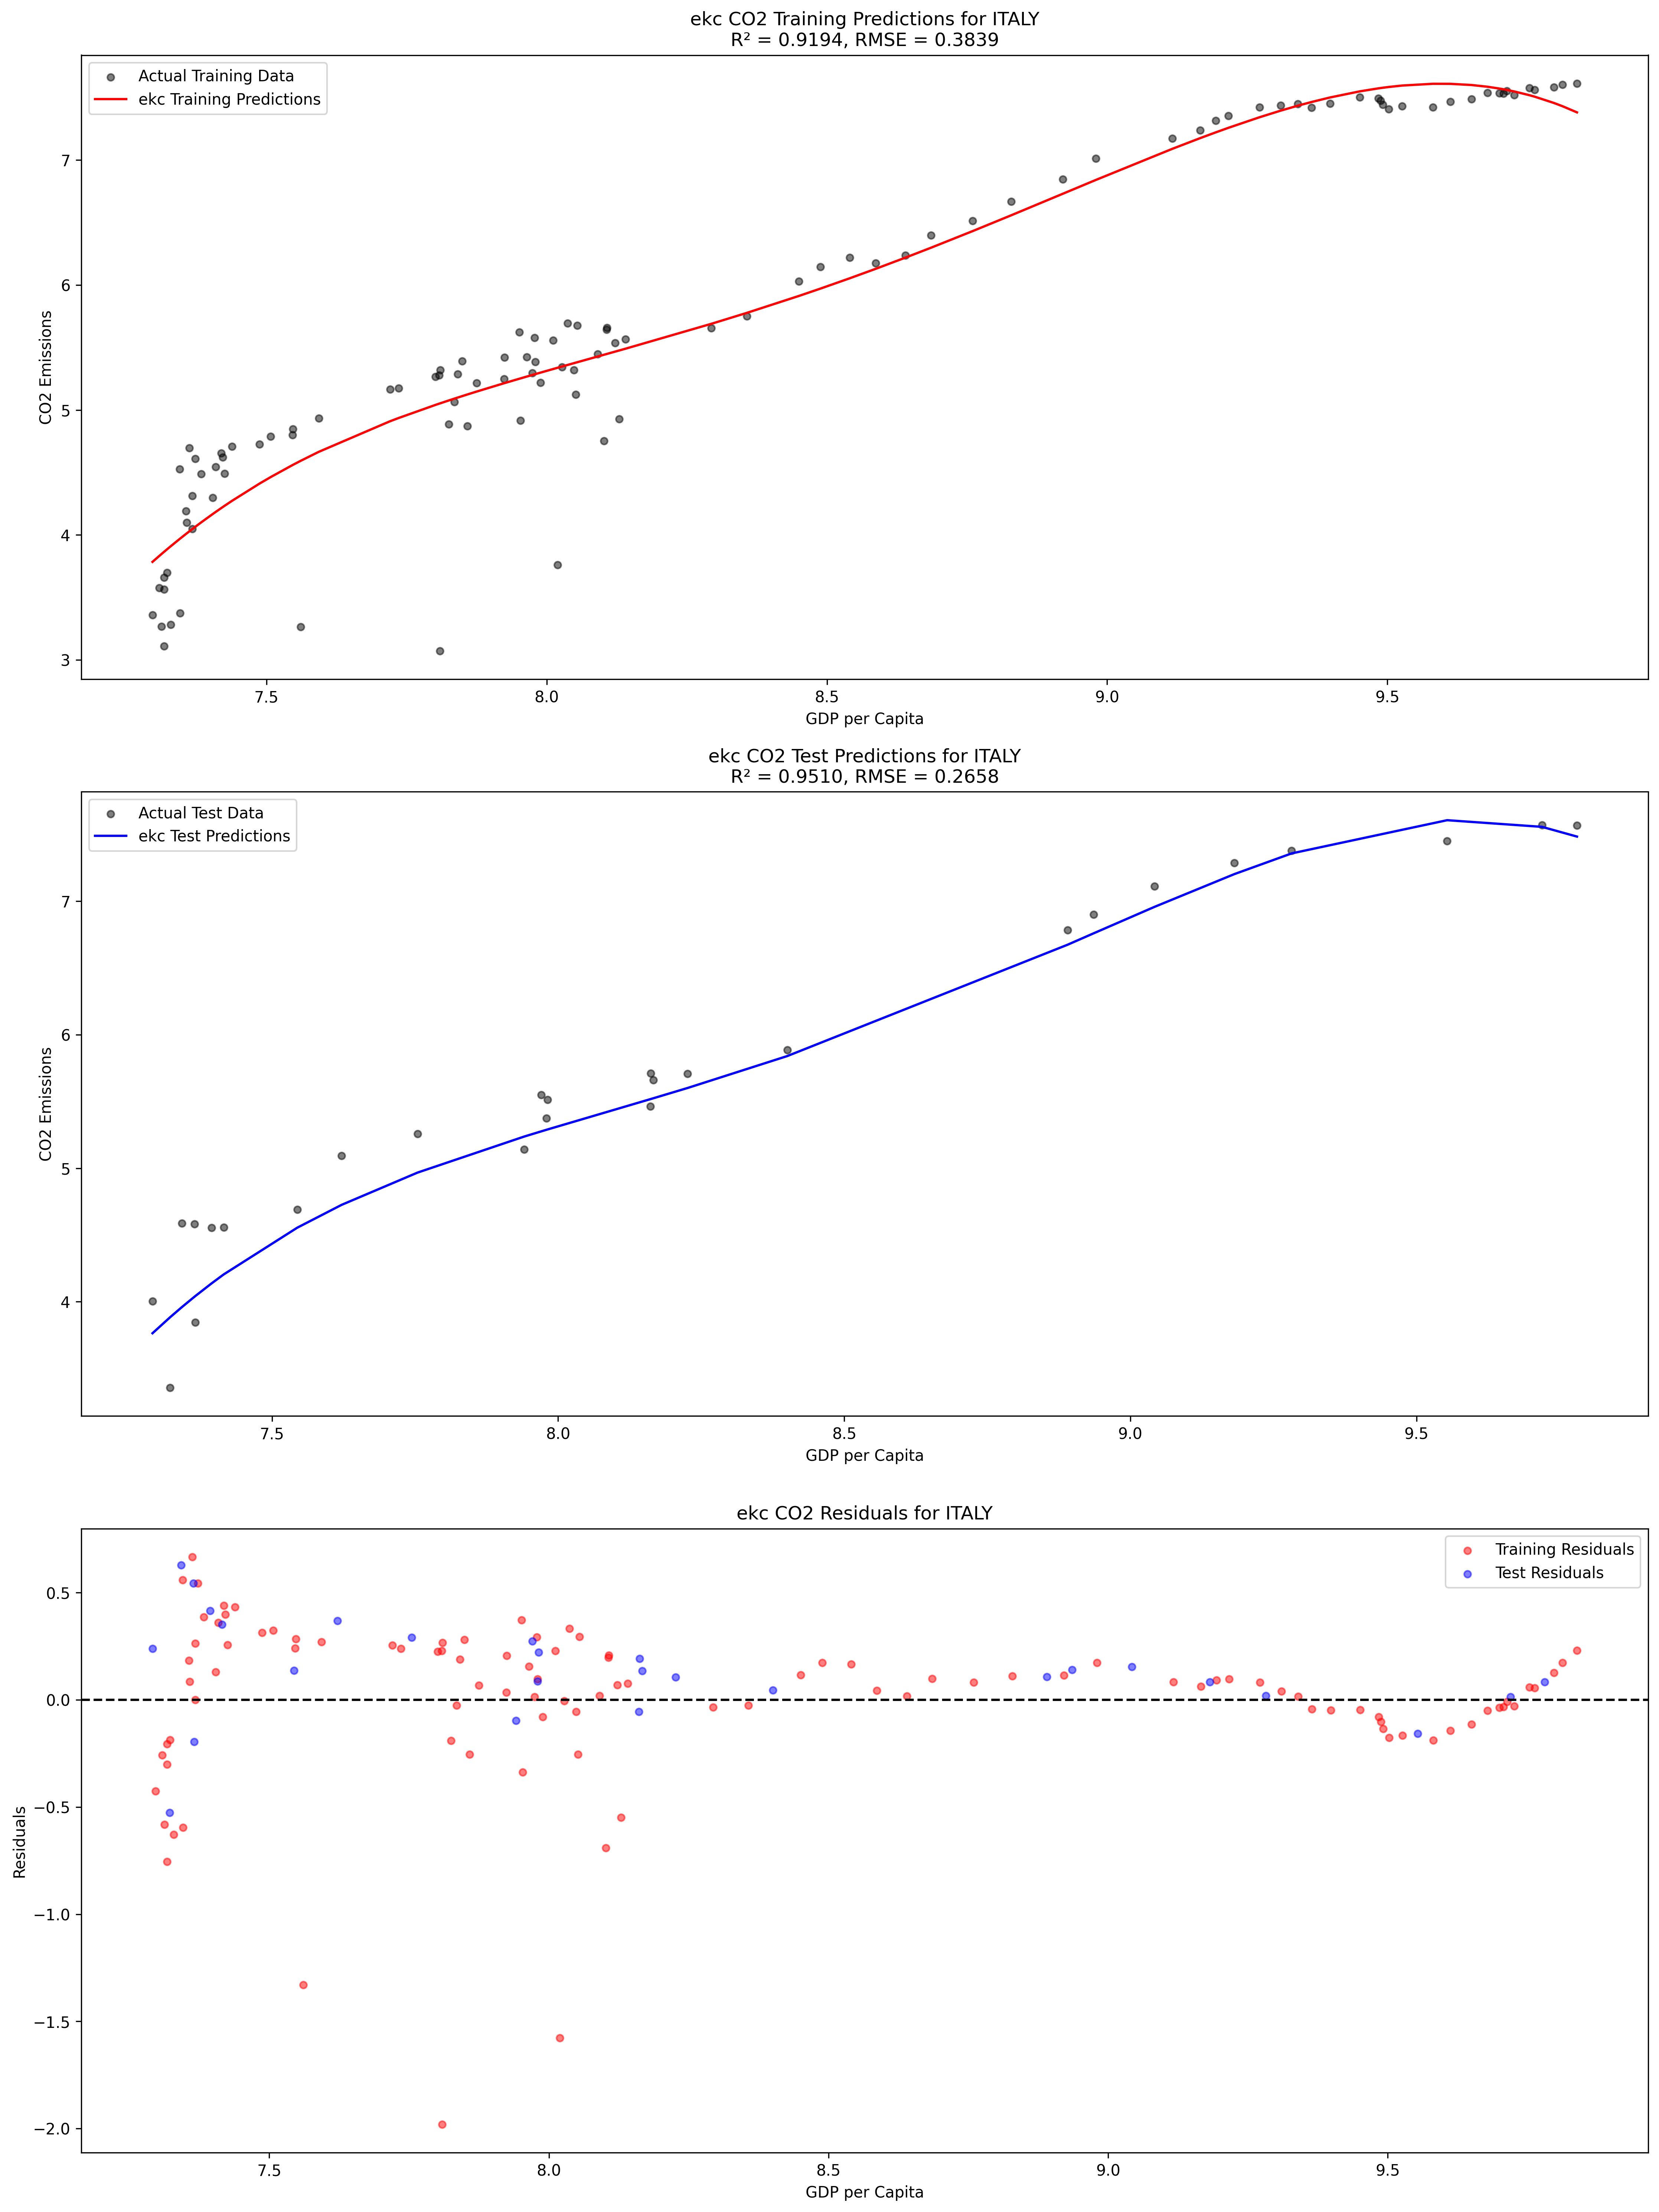 ekc CO2 Training Predictions for ITALY
R² = 0.9194, RMSE = 0.3839
Actual Training Data
ekc Training Predictions
7
6
5
4
3
CO2 Emissions
7.5 8.0 8.5 9.0 9.5
GDP per Capita
ekc CO2 Test Predictions for ITALY
R² = 0.9510, RMSE = 0.2658
Actual Test Data
ekc Test Predictions
7
6
5
4
CO2 Emissions
7.5 8.0 8.5 9.0 9.5
GDP per Capita
ekc CO2 Residuals for ITALY
Training Residuals
Test Residuals
0.5
0.0
−0.5
−1.0
−1.5
−2.0
Residuals
7.5 8.0 8.5 9.0 9.5
GDP per Capita